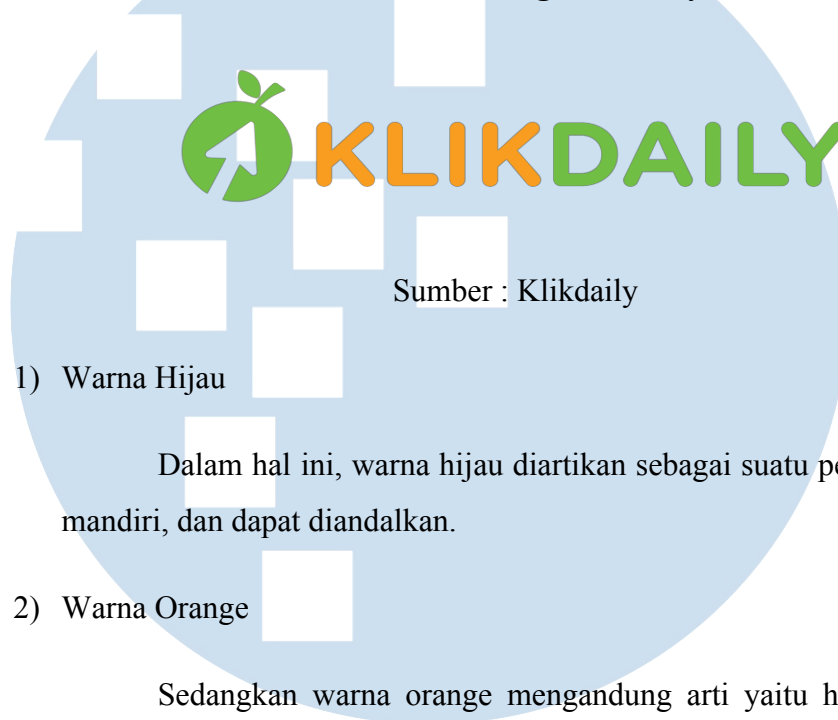 KLIKDAILY
Sumber : Klikdaily
1) Warna Hijau
Dalam hal ini, warna hijau diartikan sebagai suatu
mandiri, dan dapat diandalkan.
2) Warna Orange
Sedangkan warna orange mengandung arti yaitu